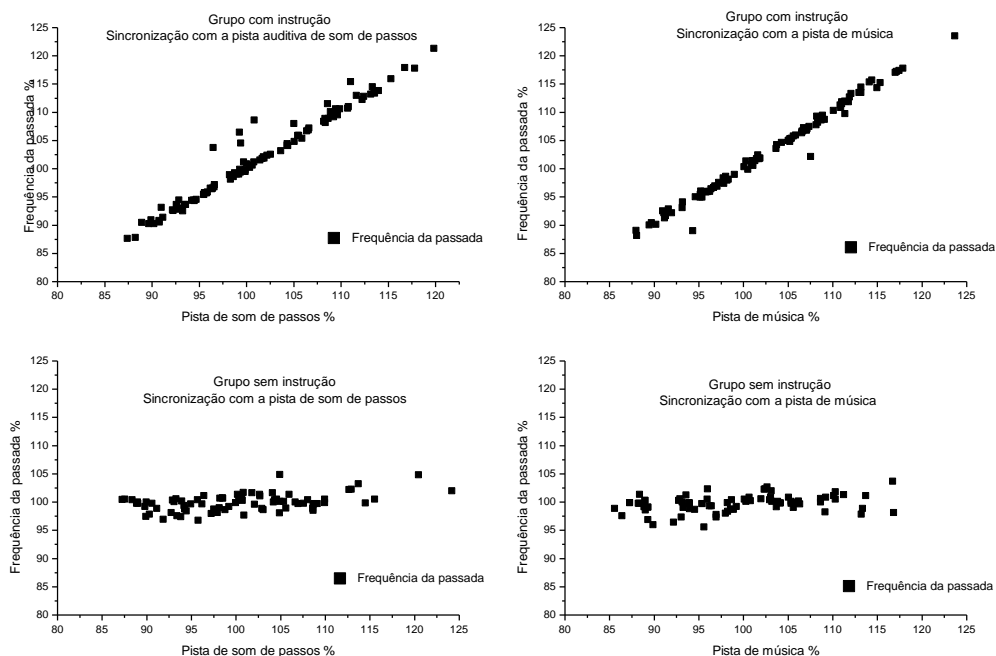 Grupo com instrução
Sincronização com a pista auditiva de som de passos
125
120
115
110
105
100
95
90
85
80
Frequência da passada %
Frequência da passada
80 85 90 95 100 105 110 115 120 125
Pista de som de passos %
Grupo com instrução
Sincronização com a pista de música
125
120
115
110
105
100
95
90
85
80
Frequência da passada %
Frequência da passada
80 85 90 95 100 105 110 115 120 125
Pista de música %
Grupo sem instrução
Sincronização com a pista de som de passos
125
120
115
110
105
100
95
90
85
80
Frequência da passada %
Frequência da passada
80 85 90 95 100 105 110 115 120 125
Pista de som de passos %
Grupo sem instrução
Sincronização com a pista de música
125
120
115
110
105
100
95
90
85
80
Frequência da passada %
Frequência da passada
80 85 90 95 100 105 110 115 120 125
Pista de música %